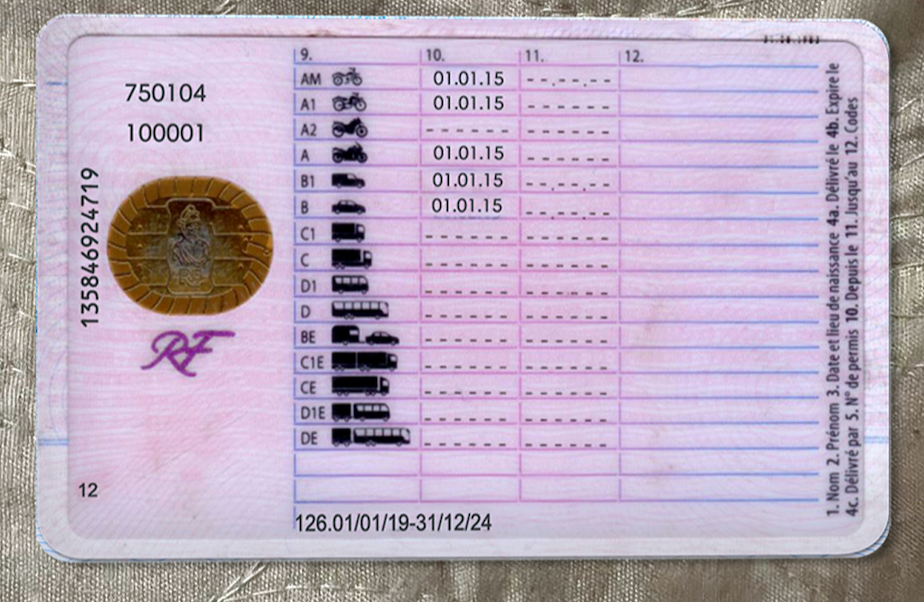 750104
100001
13584692471​9
RF
12
9. 10. 11. 12.
AM 01.01.15 --.--.--
A1 01.01.15 ------
A2 ------ ------
A 01.01.15 ------
B1 01.01.15 --.--.--
B 01.01.15 --.--.--
C1 ------ ------
C ------ ------
D1 ------ ------
D ------ ------
BE ------ ------
C1E ------ ------
CE ------ ------
D1E ------ ------
DE ------ ------
126.01/01/19-31/12/24
1. Nom 2. Prénom 3. Date et lieu de naissance 4a. Délivré le 4b. Expire le
4c. Délivré par 5. N° de permis 10. Depuis le 11. Jusqu'au 12. Codes